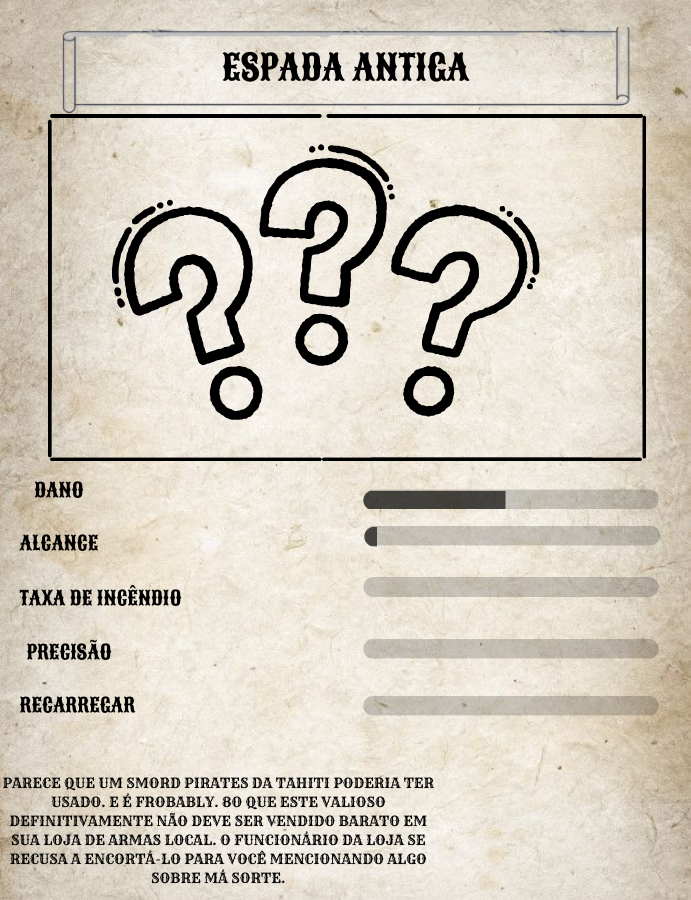 ESPADA ANTIGA
DANO
ALCANCE
TAXA DE INCÊNDIO
PRECISÃO
RECARREGAR
PARECE QUE UM SMORD PIRATES DA TAHITI PODERIA TER
USADO. E É FROBABLY. 80 QUE ESTE VALIOSO
DEFINITIVAMENTE NÃO DEVE SER VENDIDO BARATO EM
SUA LOJA DE ARMAS LOCAL. O FUNCIONÁRIO DA LOJA SE
RECUSA A ENCORTÁ-LO PARA VOCÊ MENCIONANDO ALGO
SOBRE MÁ SORTE.